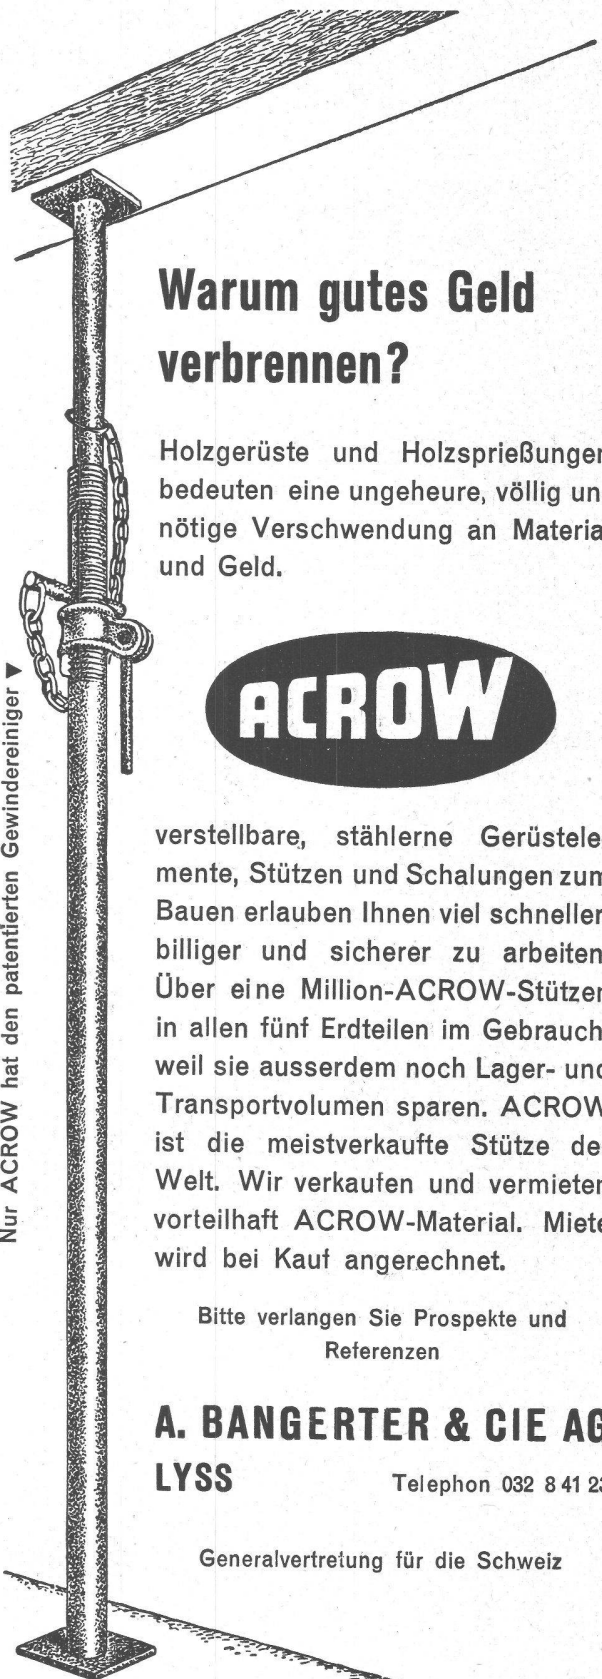 Warum gutes Geld
verbrennen?
Holzgerüste und Holzsprießungen
bedeuten eine ungeheure, völlig un
nötige Verschwendung an Materia
und Geld.
ACROW
verstellbare, stählerne Gerüstele
mente, Stützen und Schalungen zum
Bauen erlauben Ihnen viel schneller
billiger und sicherer zu arbeiten
Über eine Million-ACROW-Stützen
in allen fünf Erdteilen im Gebrauch
weil sie ausserdem noch Lager- und
Transportvolumen sparen. ACROW
ist die meistverkaufte Stütze de
Welt. Wir verkaufen und vermieten
vorteilhaft ACROW-Material. Miete
wird bei Kauf angerechnet.
Bitte verlangen Sie Prospekte und
Referenzen
A. BANGERTER & CIE AG
LYSS Telephon 032 8 41 23
Generalvertretung für die Schweiz
Nur ACROW hat den patentierten Gewindereiniger ▼